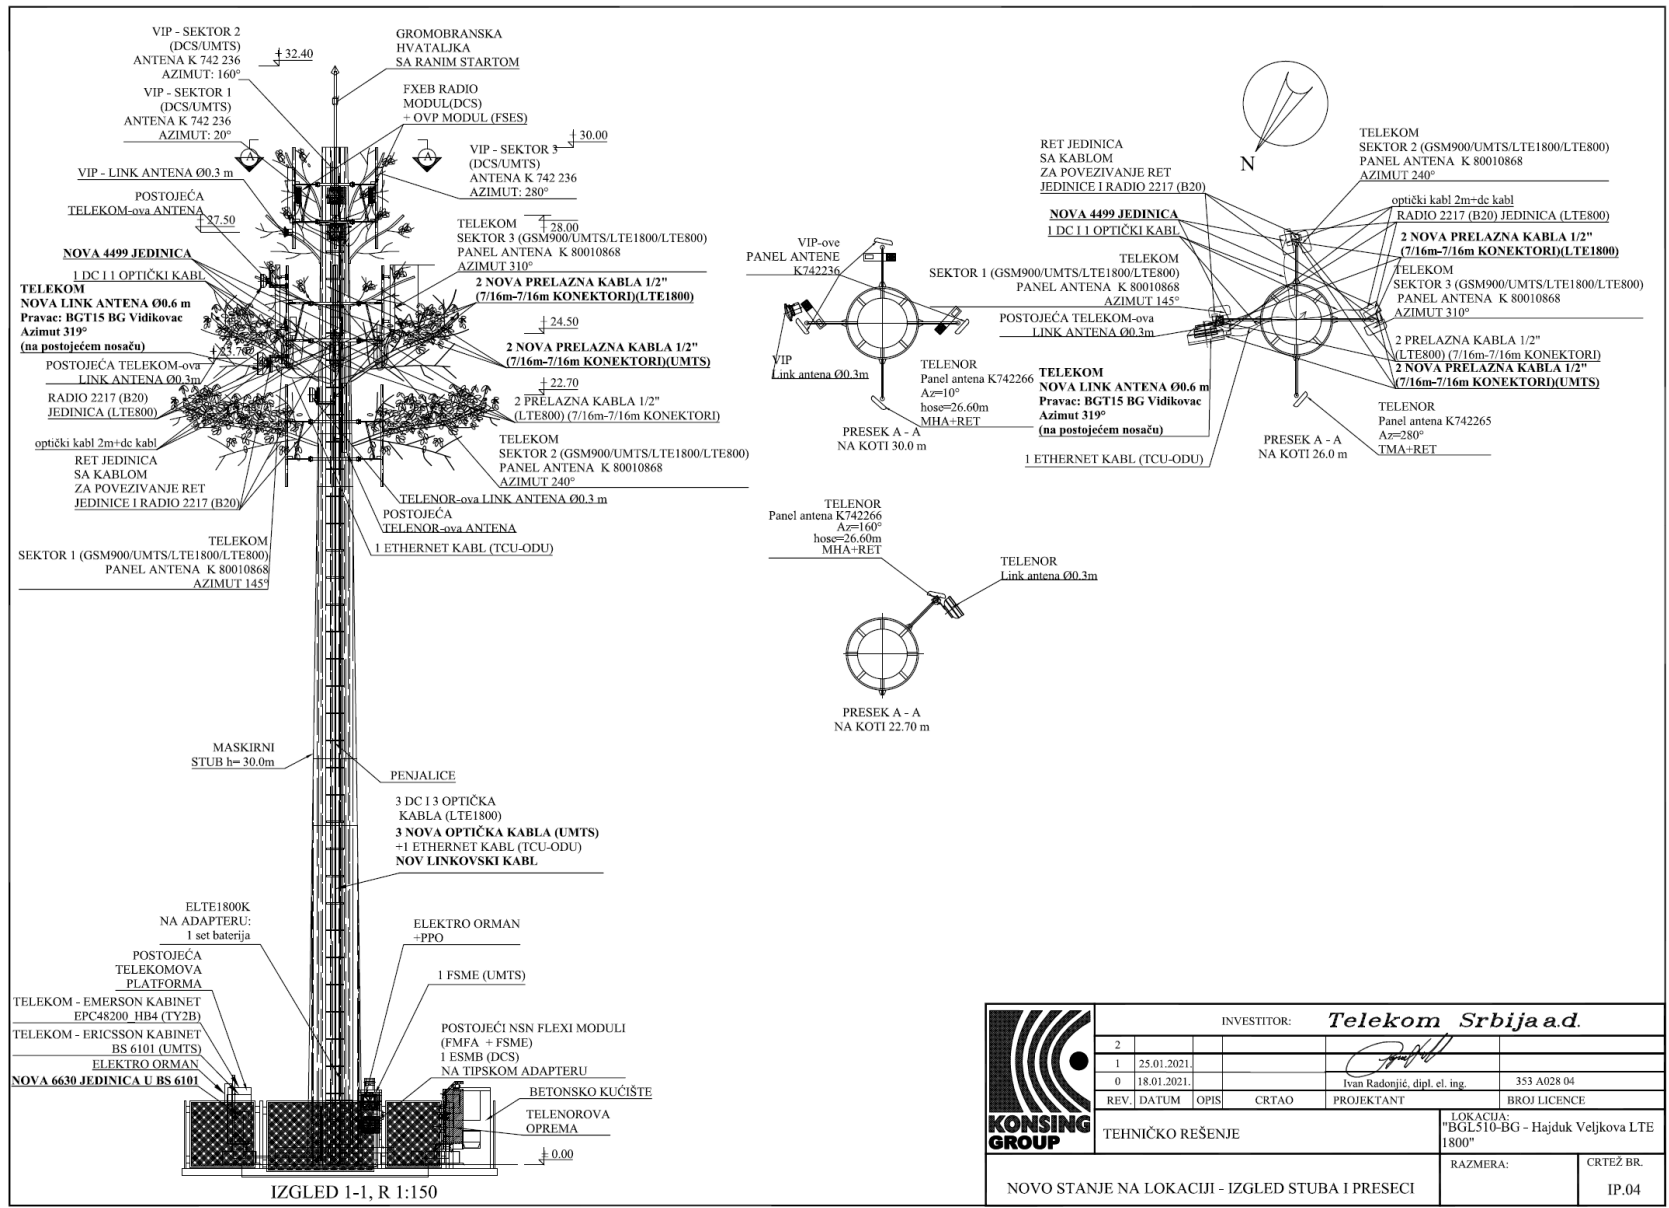 VIP - SEKTOR 2
(DCS/UMTS)
ANTENA K 742 236
AZIMUT: 160°
+ 32.40
GROMOBRANSKA
HVATALJKA
SA RANIM STARTOM
VIP - SEKTOR 1
(DCS/UMTS)
ANTENA K 742 236
AZIMUT: 20°
FXEB RADIO
MODUL(DCS)
+ OVP MODUL (FSES)
A
A
+ 30.00
VIP - SEKTOR 3
(DCS/UMTS)
ANTENA K 742 236
AZIMUT: 280°
VIP - LINK ANTENA Ø0.3 m
POSTOJEĆA
TELEKOM-ova ANTENA
+27.50
+28.00
TELEKOM
SEKTOR 3 (GSM900/UMTS/LTE1800/LTE800)
PANEL ANTENA K 80010868
AZIMUT 310°
NOVA 4499 JEDINICA
1 DC I 1 OPTIČKI KABL
TELEKOM
NOVA LINK ANTENA Ø0.6 m
Pravac: BGT15 BG Vidikovac
Azimut 319°
(na postojećem nosaču)
2 NOVA PRELAZNA KABLA 1/2"
(7/16m-7/16m KONEKTORI)(LTE1800)
+ 24.50
2 NOVA PRELAZNA KABLA 1/2"
(7/16m-7/16m KONEKTORI)(UMTS)
POSTOJEĆA TELEKOM-ova
LINK ANTENA Ø0.3m
+ 22.70
RADIO 2217 (B20)
JEDINICA (LTE800)
2 PRELAZNA KABLA 1/2"
(LTE800) (7/16m-7/16m KONEKTORI)
optički kabl 2m+dc kabl
TELEKOM
SEKTOR 2 (GSM900/UMTS/LTE1800/LTE800)
PANEL ANTENA K 80010868
AZIMUT 240°
RET JEDINICA
SA KABLOM
ZA POVEZIVANJE RET
JEDINICE I RADIO 2217 (B20)
TELENOR-ova LINK ANTENA Ø0.3 m
POSTOJEĆA
TELENOR-ova ANTENA
TELEKOM
SEKTOR 1 (GSM900/UMTS/LTE1800/LTE800)
PANEL ANTENA K 80010868
AZIMUT 145°
1 ETHERNET KABL (TCU-ODU)
MASKIRNI
STUB h= 30.0m
PENJALICE
3 DC I 3 OPTIČKA
KABLA (LTE1800)
3 NOVA OPTIČKA KABLA (UMTS)
+1 ETHERNET KABL (TCU-ODU)
NOV LINKOVSKI KABL
ELTE1800K
NA ADAPTERU:
1 set baterija
ELEKTRO ORMAN
+PPO
POSTOJEĆA
TELEKOMOVA
PLATFORMA
1 FSME (UMTS)
TELEKOM - EMERSON KABINET
EPC48200_HB4 (TY2B)
TELEKOM - ERICSSON KABINET
BS 6101 (UMTS)
ELEKTRO ORMAN
NOVA 6630 JEDINICA U BS 6101
POSTOJEĆI NSN FLEXI MODULI
(FMFA + FSME)
1 ESMB (DCS)
NA TIPSKOM ADAPTERU
BETONSKO KUĆIŠTE
TELENOROVA
OPREMA
± 0.00
IZGLED 1-1, R 1:150
VIP-ove
PANEL ANTENE
K742236
VIP
Link antena Ø0.3m
TELENOR
Panel antena K742266
Az=10°
hose=26.60m
MHA+RET
PRESEK A - A
NA KOTI 30.0 m
TELENOR
Panel antena K742266
Az=160°
hose=26.60m
MHA+RET
TELENOR
Link antena Ø0.3m
PRESEK A - A
NA KOTI 22.70 m
N
RET JEDINICA
SA KABLOM
ZA POVEZIVANJE RET
JEDINICE I RADIO 2217 (B20)
NOVA 4499 JEDINICA
1 DC I 1 OPTIČKI KABL
TELEKOM
SEKTOR 1 (GSM900/UMTS/LTE1800/LTE800)
PANEL ANTENA K 80010868
AZIMUT 145°
POSTOJEĆA TELEKOM-ova
LINK ANTENA Ø0.3m
TELEKOM
NOVA LINK ANTENA Ø0.6 m
Pravac: BGT15 BG Vidikovac
Azimut 319°
(na postojećem nosaču)
1 ETHERNET KABL (TCU-ODU)
TELEKOM
SEKTOR 2 (GSM900/UMTS/LTE1800/LTE800)
PANEL ANTENA K 80010868
AZIMUT 240°
optički kabl 2m+dc kabl
RADIO 2217 (B20) JEDINICA (LTE800)
2 NOVA PRELAZNA KABLA 1/2"
(7/16m-7/16m KONEKTORI)(LTE1800)
TELEKOM
SEKTOR 3 (GSM900/UMTS/LTE1800/LTE800)
PANEL ANTENA K 80010868
AZIMUT 310°
2 PRELAZNA KABLA 1/2"
(LTE800) (7/16m-7/16m KONEKTORI)
2 NOVA PRELAZNA KABLA 1/2"
(7/16m-7/16m KONEKTORI)(UMTS)
TELENOR
Panel antena K742265
Az=280°
TMA+RET
PRESEK A - A
NA KOTI 26.0 m
KONSING
GROUP
INVESTITOR: Telekom Srbija a.d.
2
1 25.01.2021.
0 18.01.2021. Ivan Radonjić, dipl. el. ing. 353 A028 04
REV. DATUM OPIS CRTAO PROJEKTANT BROJ LICENCE
TEHNIČKO REŠENJE
LOKACIJA:
"BGL510-BG - Hajduk Veljkova LTE
1800"
NOVO STANJE NA LOKACIJI - IZGLED STUBA I PRESECI
RAZMERA:
CRTEŽ BR.
IP.04